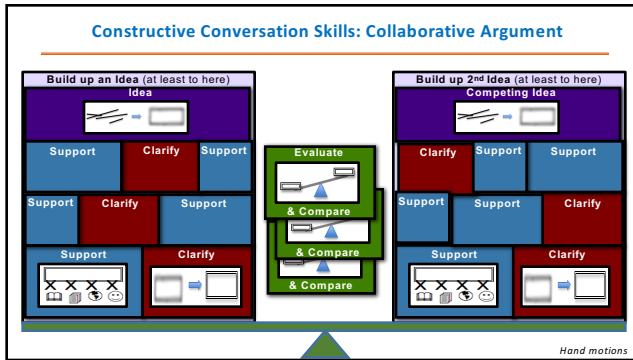 Constructive Conversation Skills: Collaborative Argument
Build up an Idea (at least to here)
Idea
Support Clarify Support
Support Clarify Support
Support Clarify
Evaluate
& Compare
& Compare
& Compare
Build up 2nd Idea (at least to here)
Competing Idea
Clarify Support Support
Support Support Clarify
Support Clarify
Hand motions